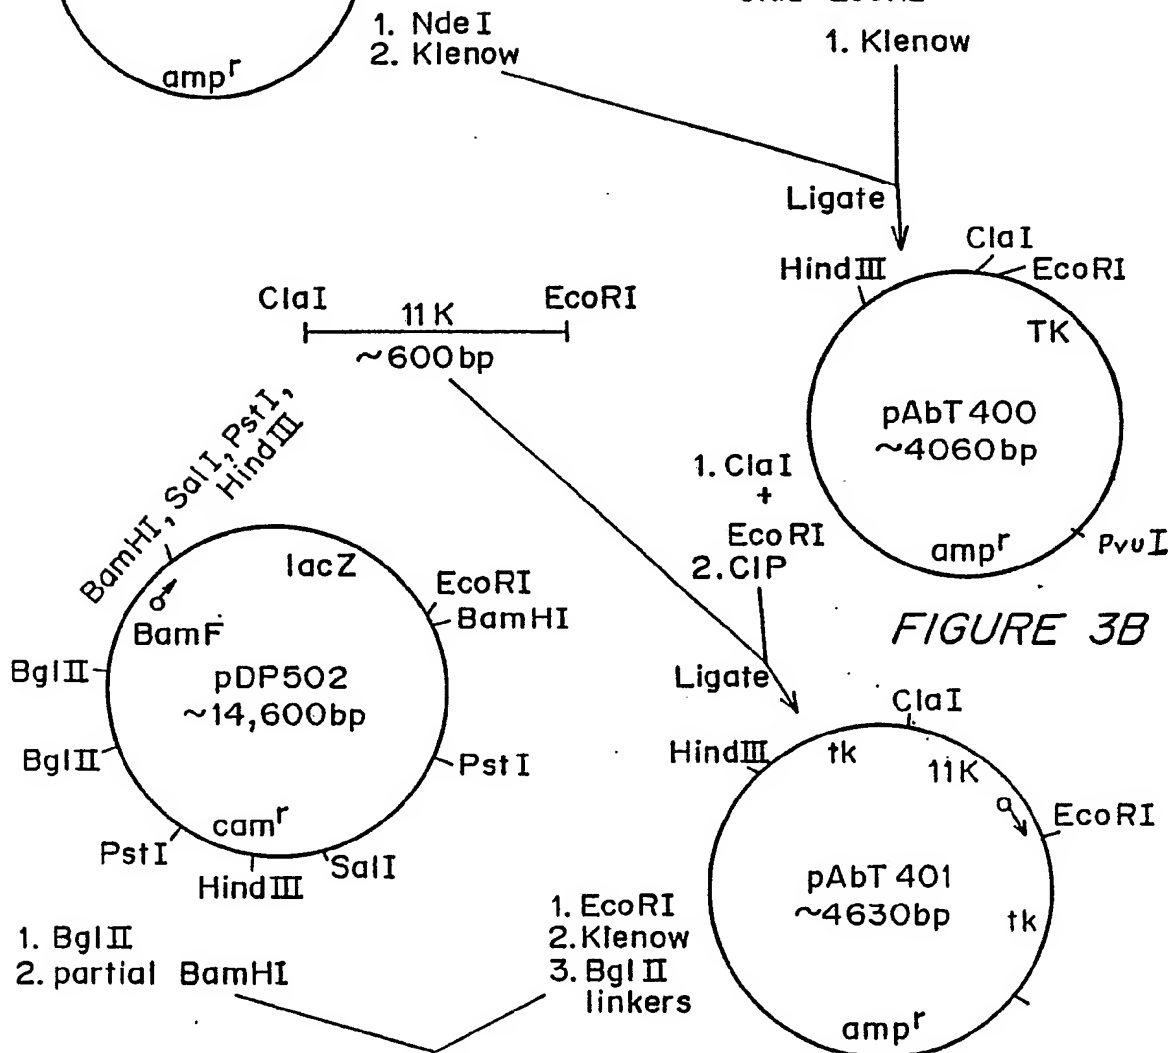 1. NdeI
2. Klenow
1. Klenow
amp^r
Ligate
ClaI
HindIII
EcoRI
TK
pAbT 400
~4060bp
amp^r
PvuI
ClaI
11K
EcoRI
~600bp
1. ClaI
+
EcoRI
2. CIP
BamHI, SalI, PstI,
HindIII
lacZ
EcoRI
BamHI
BamF
BglII
pDP502
~14,600bp
BglII
PstI
PstI
cam^r
HindIII
SalI
FIGURE 3B
Ligate
ClaI
HindIII
tk
11K
EcoRI
pAbT 401
~4630bp
tk
amp^r
1. BglII
2. partial BamHI
1. EcoRI
2. Klenow
3. BglII
linkers